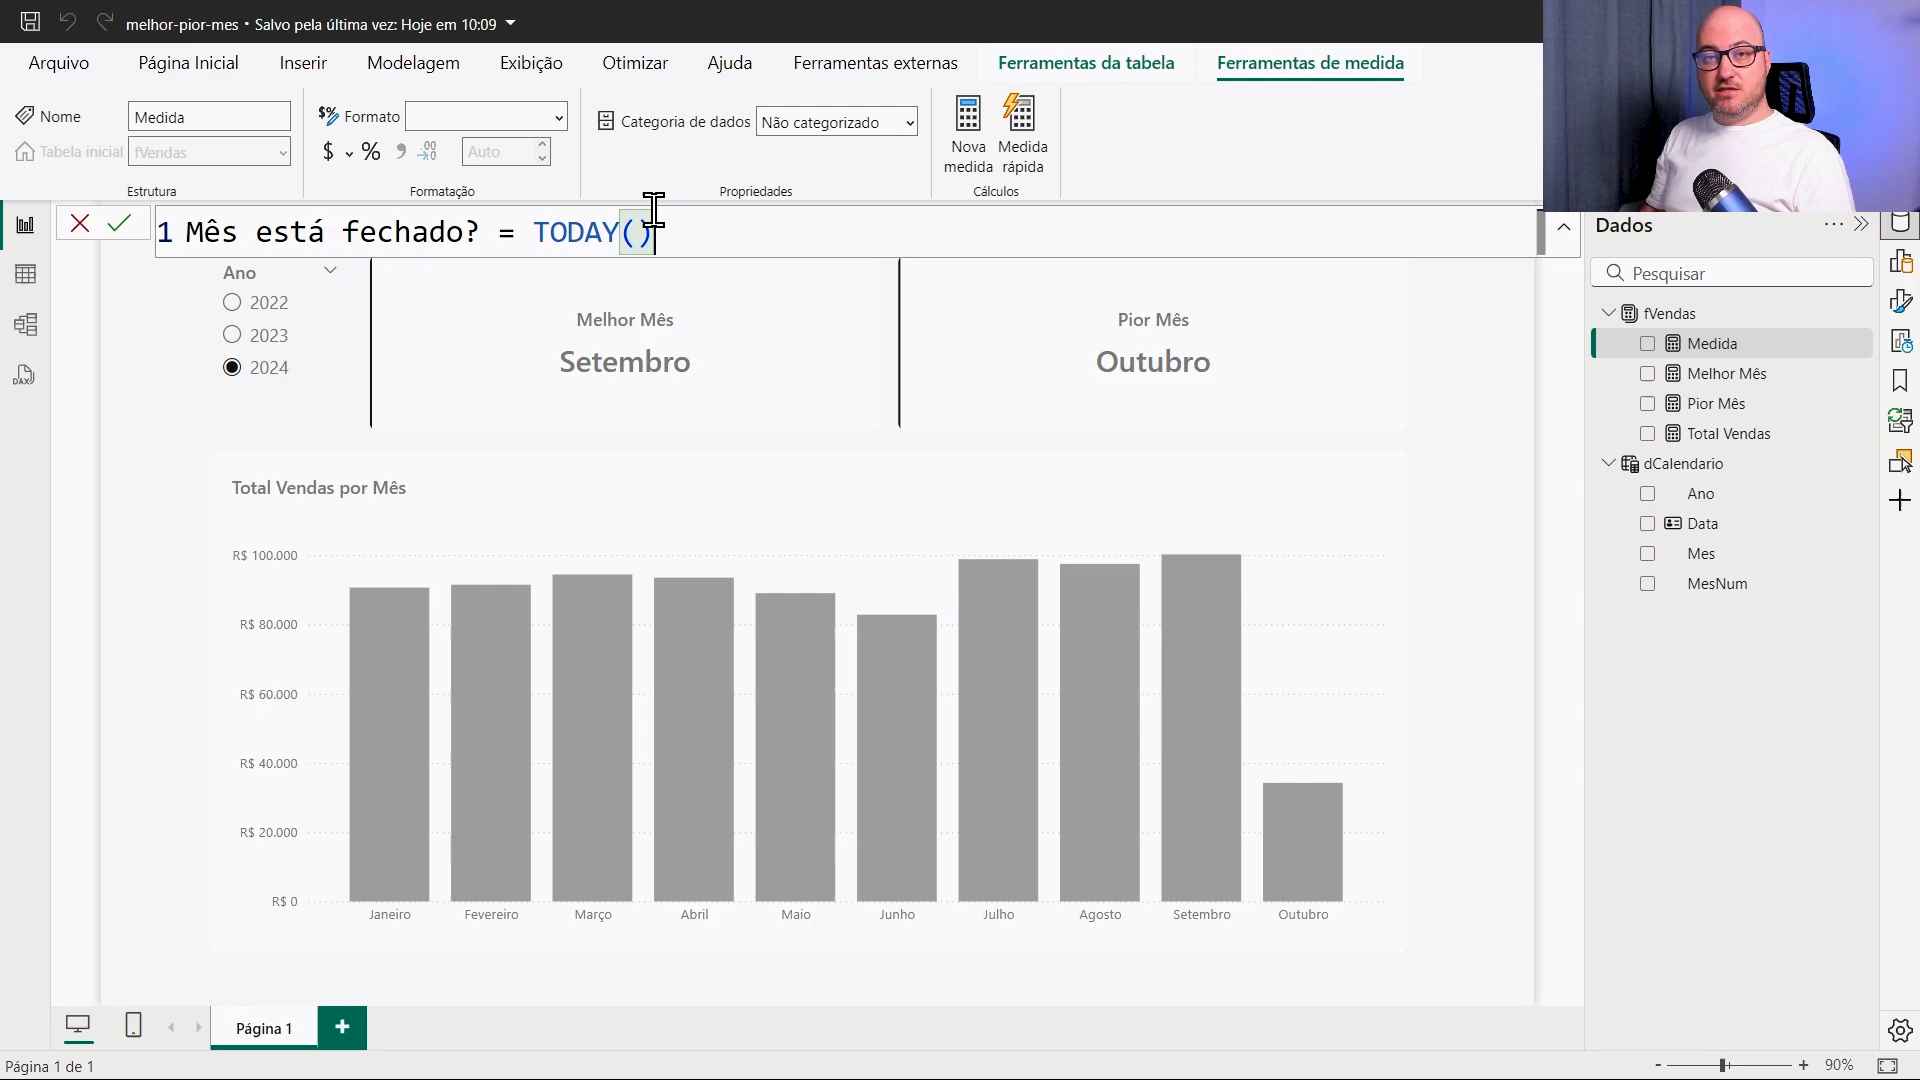 melhor-pior-mes • Salvo pela última vez: Hoje em 10:09
Arquivo Página Inicial Inserir Modelagem Exibição Otimizar Ajuda Ferramentas externas Ferramentas da tabela Ferramentas de medida
Nome Medida
Tabela inicial fVendas
Estrutura
Formato
$ % Auto
Formatação
Categoria de dados Não categorizado
Propriedades
Nova medida
Medida rápida
Cálculos
1 Mês está fechado? = TODAY()
Ano
2022
2023
2024
Melhor Mês
Setembro
Pior Mês
Outubro
Total Vendas por Mês
R$ 100.000
R$ 80.000
R$ 60.000
R$ 40.000
R$ 20.000
R$ 0
Janeiro Fevereiro Março Abril Maio Junho Julho Agosto Setembro Outubro
Dados
Pesquisar
fVendas
Medida
Melhor Mês
Pior Mês
Total Vendas
dCalendario
Ano
Data
Mes
MesNum
DAX
Página 1
Página 1 de 1
- + 90%